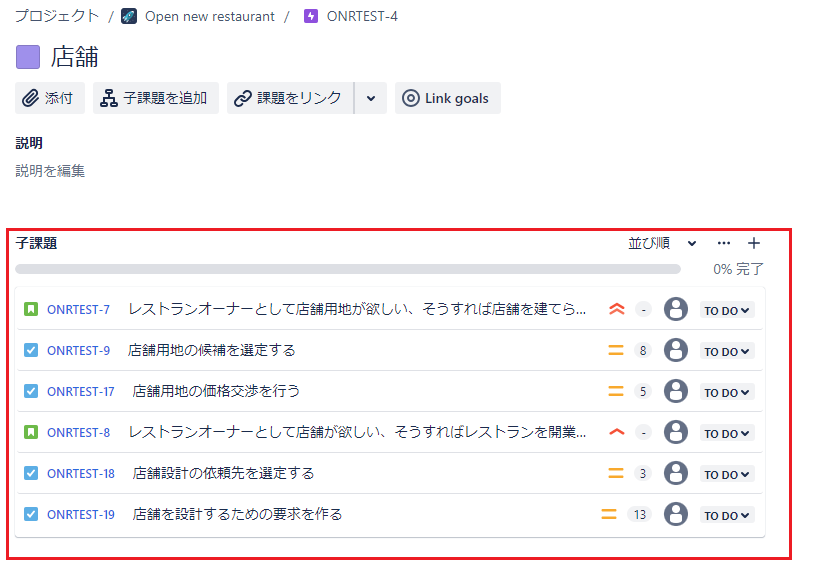 プロジェクト / Open new restaurant / ONRTEST-4
店舗
添付 子課題を追加 課題をリンク Link goals
説明
説明を編集
子課題 並び順 ··· +
0% 完了
ONRTEST-7 レストランオーナーとして店舗用地が欲しい、そうすれば店舗を建てら... - TO DO
ONRTEST-9 店舗用地の候補を選定する 8 TO DO
ONRTEST-17 店舗用地の価格交渉を行う 5 TO DO
ONRTEST-8 レストランオーナーとして店舗が欲しい、そうすればレストランを開業... - TO DO
ONRTEST-18 店舗設計の依頼先を選定する 3 TO DO
ONRTEST-19 店舗を設計するための要求を作る 13 TO DO